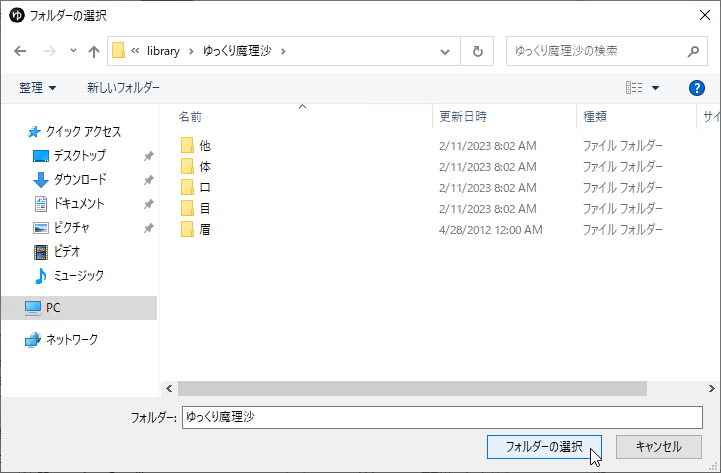 ゆ フォルダーの選択
« library › ゆっくり魔理沙 › ゆっくり魔理沙の検索
整理 新しいフォルダー ?
名前 更新日時 種類 サイ
クイック アクセス
デスクトップ
ダウンロード
ドキュメント
ピクチャ
ビデオ
ミュージック
PC
ネットワーク
他 2/11/2023 8:02 AM ファイル フォルダー
体 2/11/2023 8:02 AM ファイル フォルダー
口 2/11/2023 8:02 AM ファイル フォルダー
目 2/11/2023 8:02 AM ファイル フォルダー
眉 4/28/2012 12:00 AM ファイル フォルダー
フォルダー: ゆっくり魔理沙
フォルダーの選択 キャンセル